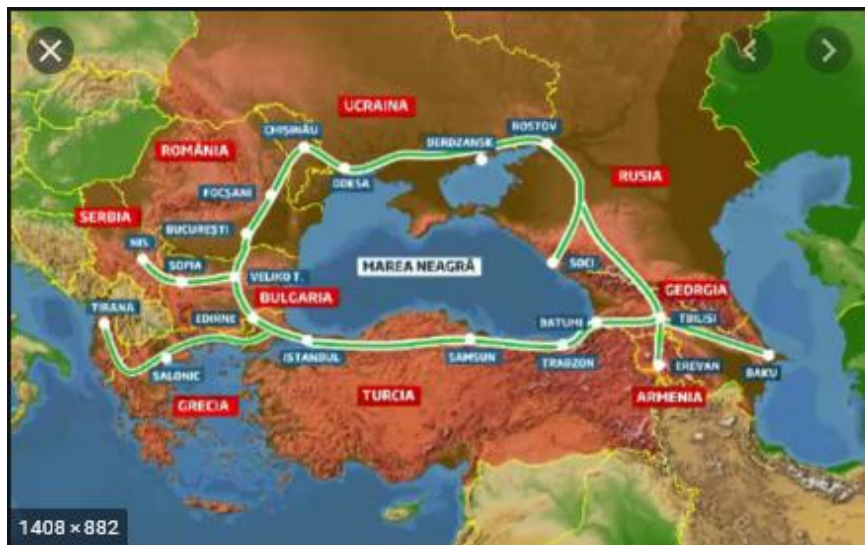 UCRAINA
CHIȘINĂU
ROSTOV
BERDZANSK
ROMÂNIA
ODESA
RUSIA
FOCȘANI
SERBIA
BUCUREȘTI
NIS
SOFIA
VELIKO T.
MAREA NEAGRĂ
SOCI
GEORGIA
BULGARIA
TIRANA
EDIRNE
BATUMI
TBILISI
ISTANBUL
SAMSUN
TRABZON
SALONIC
EREVAN
BAKU
GRECIA
TURCIA
ARMENIA
1408 × 882